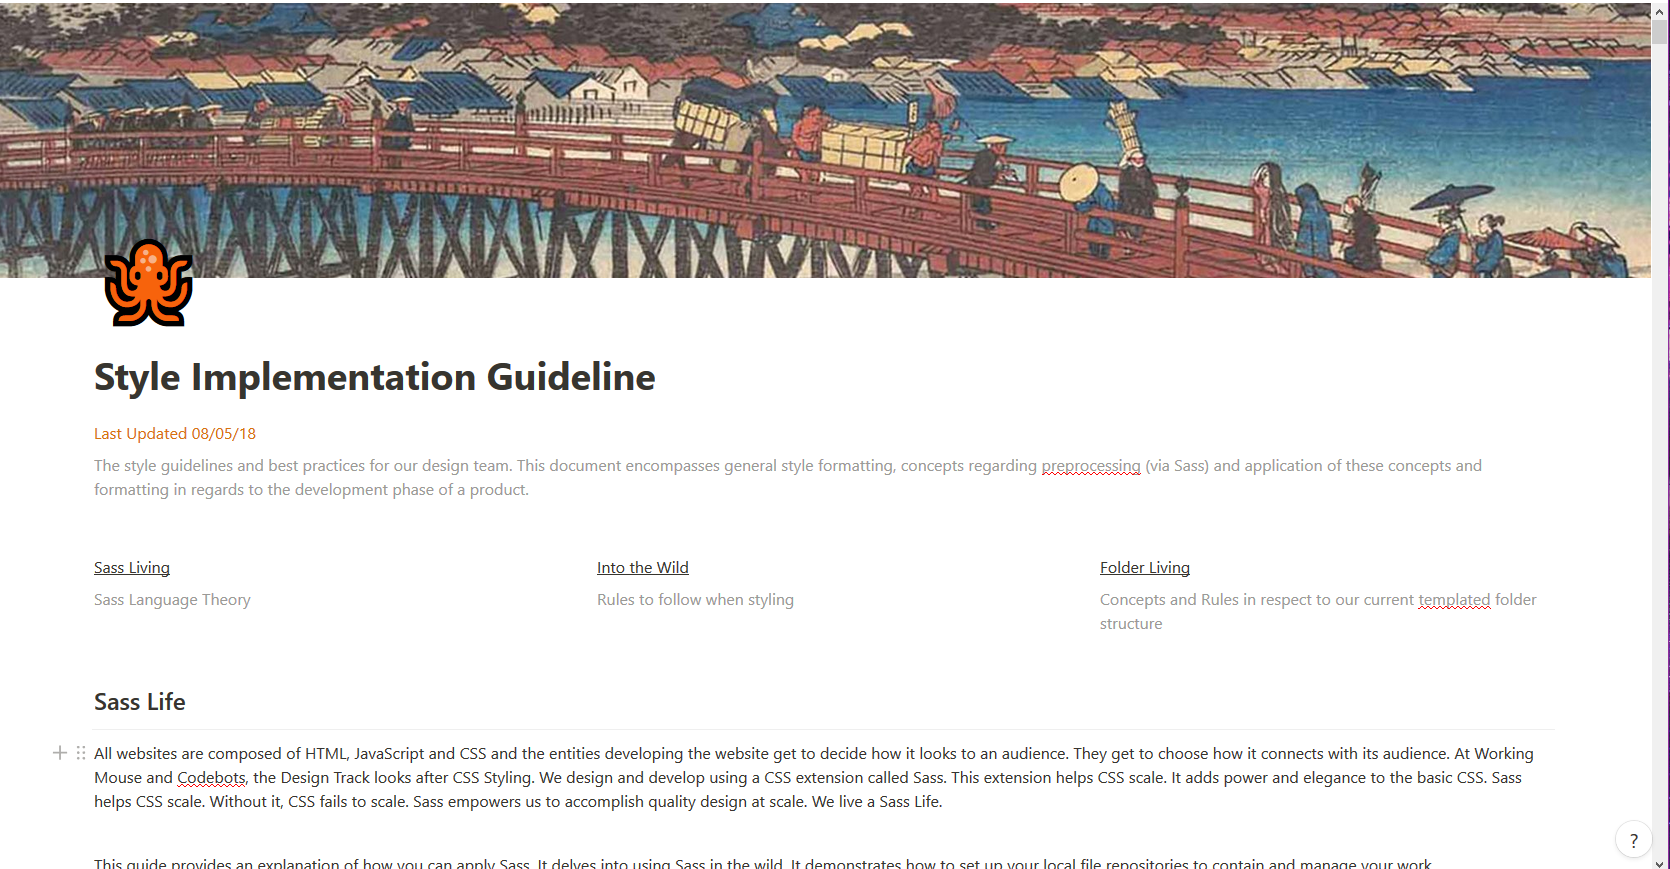 Style Implementation Guideline
Last Updated 08/05/18
The style guidelines and best practices for our design team. This document encompasses general style formatting, concepts regarding preprocessing (via Sass) and application of these concepts and
formatting in regards to the development phase of a product.
Sass Living
Sass Language Theory
Into the Wild
Rules to follow when styling
Folder Living
Concepts and Rules in respect to our current templated folder
structure
Sass Life
All websites are composed of HTML, JavaScript and CSS and the entities developing the website get to decide how it looks to an audience. They get to choose how it connects with its audience. At Working
Mouse and Codebots, the Design Track looks after CSS Styling. We design and develop using a CSS extension called Sass. This extension helps CSS scale. It adds power and elegance to the basic CSS. Sass
helps CSS scale. Without it, CSS fails to scale. Sass empowers us to accomplish quality design at scale. We live a Sass Life.
This guide provides an explanation of how you can apply Sass. It delves into using Sass in the wild. It demonstrates how to set up your local file repositories to contain and manage your work.
?